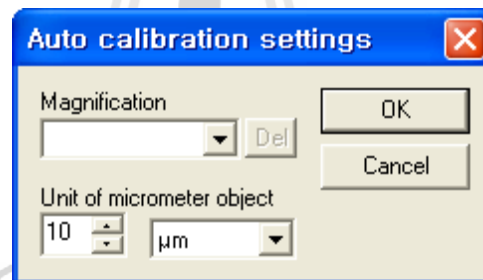 Auto calibration settings
Magnification
OK
Del
Cancel
Unit of micrometer object
10 µm